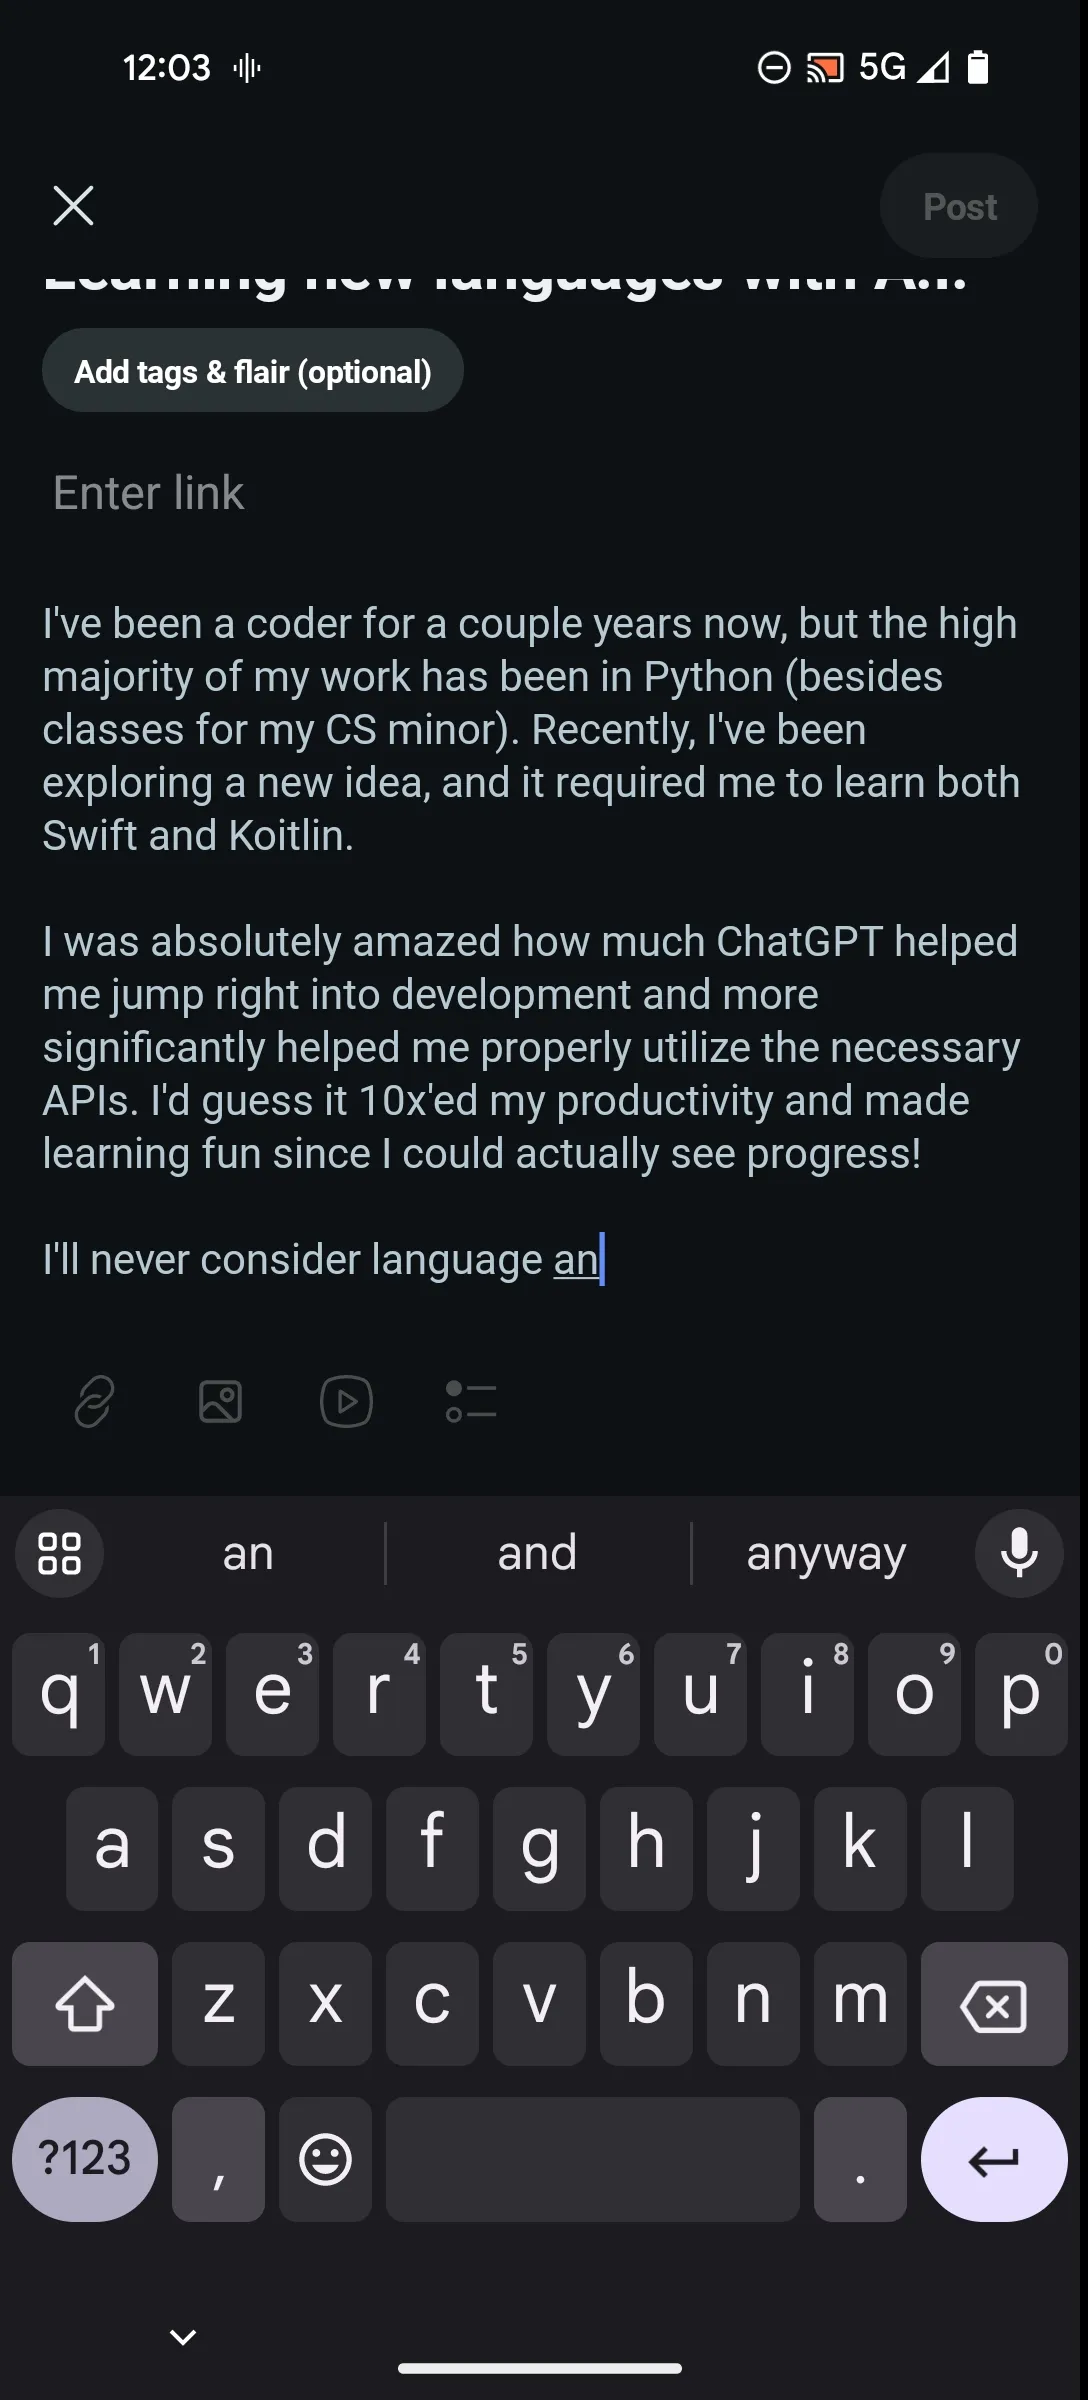 12:03
5G
Post
Learning new languages with A.I.
Add tags & flair (optional)
Enter link
I've been a coder for a couple years now, but the high
majority of my work has been in Python (besides
classes for my CS minor). Recently, I've been
exploring a new idea, and it required me to learn both
Swift and Koitlin.
I was absolutely amazed how much ChatGPT helped
me jump right into development and more
significantly helped me properly utilize the necessary
APIs. I'd guess it 10x'ed my productivity and made
learning fun since I could actually see progress!
I'll never consider language an
an and anyway
1 2 3 4 5 6 7 8 9 0
q w e r t y u i o p
a s d f g h j k l
z x c v b n m
?123 , .